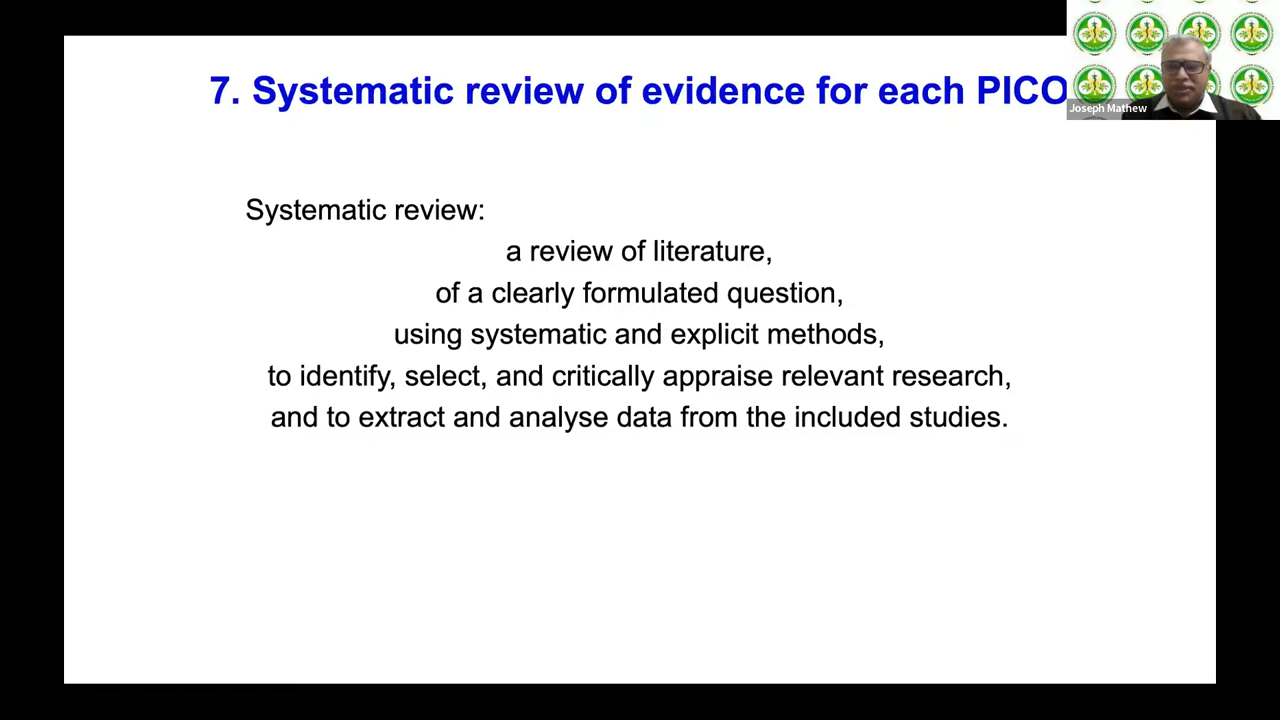 7. Systematic review of evidence for each PICO
Joseph Mathew
Systematic review:
a review of literature,
of a clearly formulated question,
using systematic and explicit methods,
to identify, select, and critically appraise relevant research,
and to extract and analyse data from the included studies.